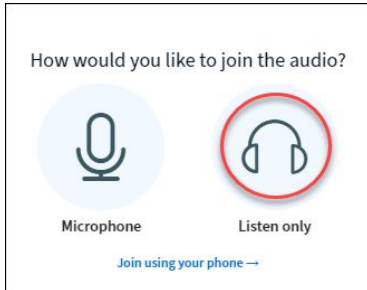 How would you like to join the audio?
Microphone Listen only
Join using your phone →